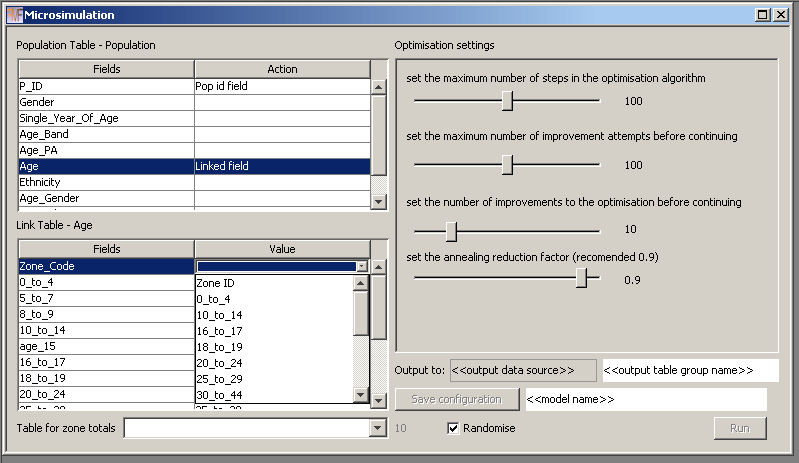 Microsimulation
Population Table - Population
Fields Action
P_ID Pop id field
Gender
Single_Year_Of_Age
Age_Band
Age_PA
Age Linked field
Ethnicity
Age_Gender
Link Table - Age
Fields Value
Zone_Code
0_to_4 Zone ID
5_to_7 0_to_4
8_to_9 10_to_14
10_to_14 16_to_17
age_15 18_to_19
16_to_17 20_to_24
18_to_19 25_to_29
20_to_24 30_to_44
Table for zone totals 10
Optimisation settings
set the maximum number of steps in the optimisation algorithm
100
set the maximum number of improvement attempts before continuing
100
set the number of improvements to the optimisation before continuing
10
set the annealing reduction factor (recomended 0.9)
0.9
Output to: <<output data source>> <<output table group name>>
Save configuration <<model name>>
Randomise Run